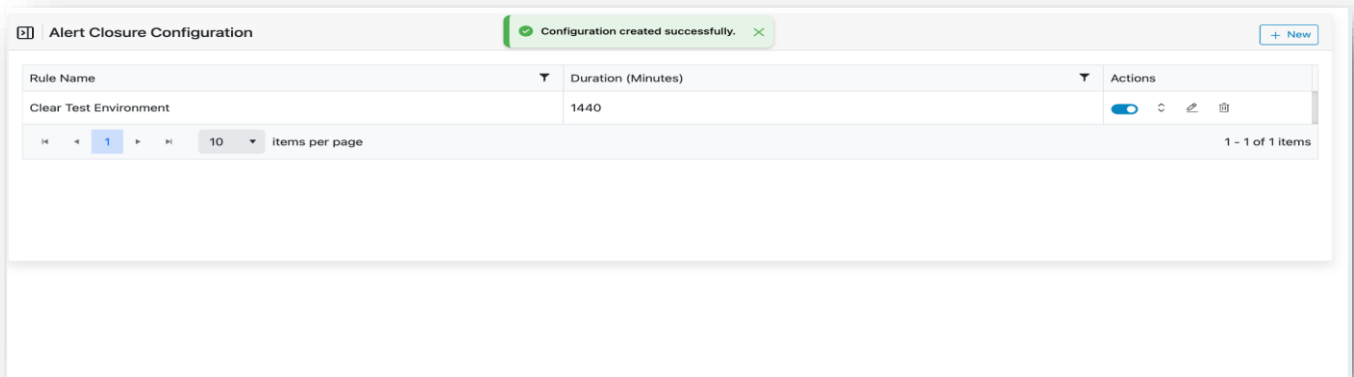 Alert Closure Configuration
Configuration created successfully.
+ New
Rule Name
Duration (Minutes)
Actions
Clear Test Environment
1440
1
10
items per page
1 - 1 of 1 items